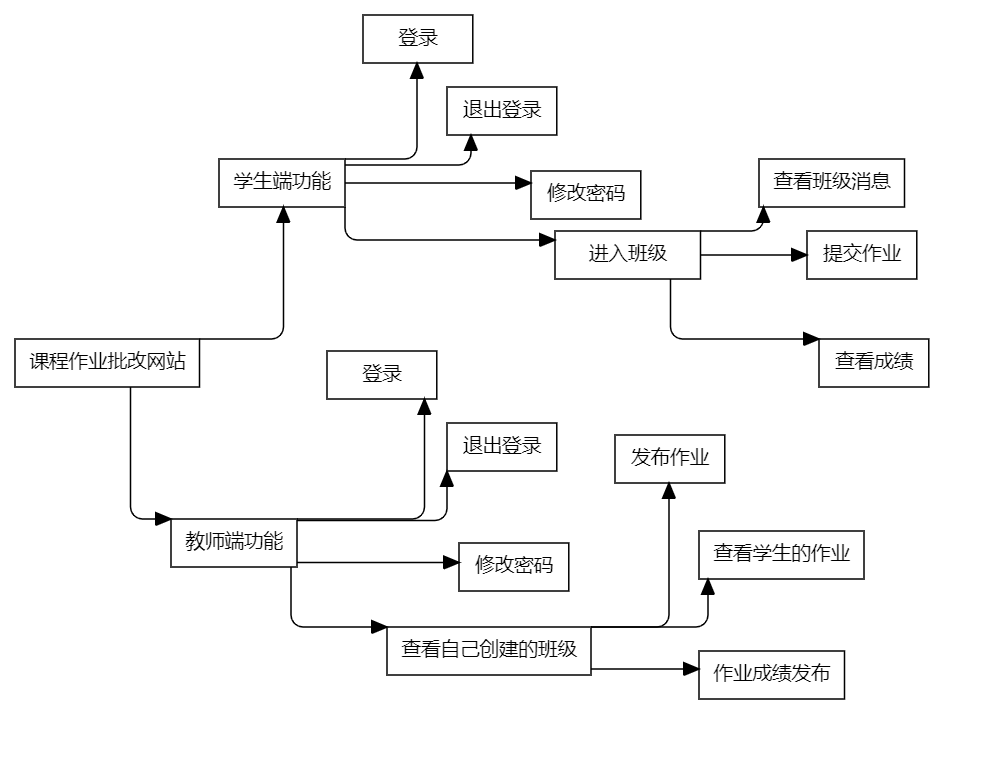 登录
退出登录
学生端功能
修改密码
查看班级消息
进入班级
提交作业
课程作业批改网站
查看成绩
登录
退出登录
发布作业
教师端功能
修改密码
查看学生的作业
查看自己创建的班级
作业成绩发布